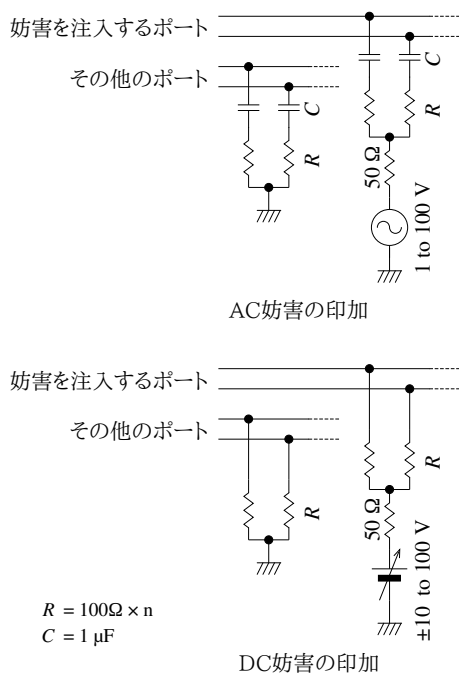 妨害を注入するポート
その他のポート
C
R
C
R
50 Ω
1 to 100 V
AC妨害の印加
妨害を注入するポート
その他のポート
R
R
50 Ω
±10 to 100 V
R = 100Ω × n
C = 1 μF
DC妨害の印加